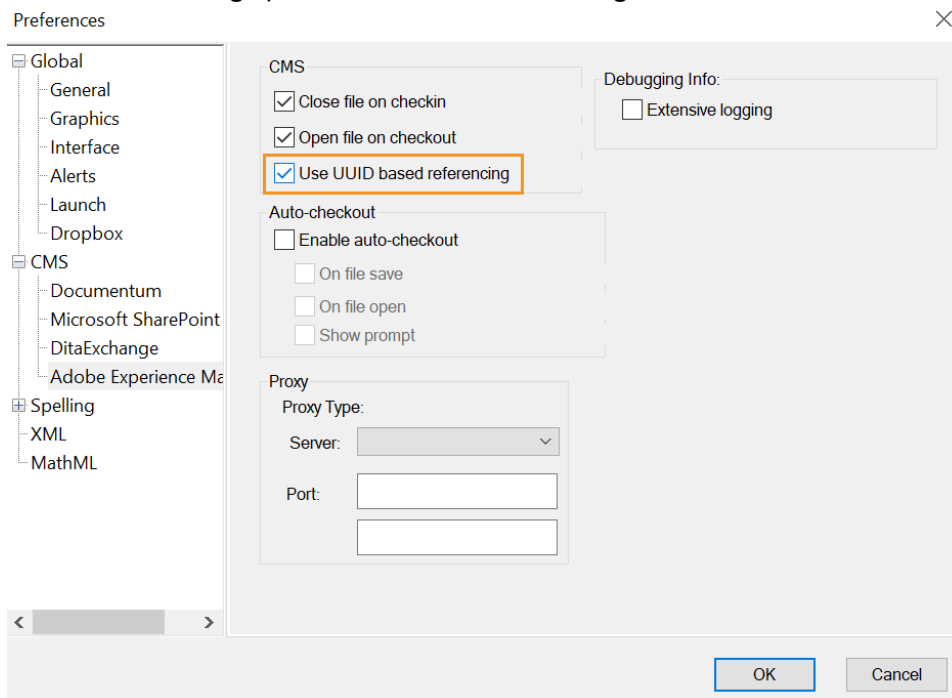 Preferences
Global
General
Graphics
Interface
Alerts
Launch
Dropbox
CMS
Documentum
Microsoft SharePoint
DitaExchange
Adobe Experience Ma
Spelling
XML
MathML
CMS
Close file on checkin
Open file on checkout
Use UUID based referencing
Auto-checkout
Enable auto-checkout
On file save
On file open
Show prompt
Proxy
Proxy Type:
Server:
Port:
Debugging Info:
Extensive logging
OK
Cancel